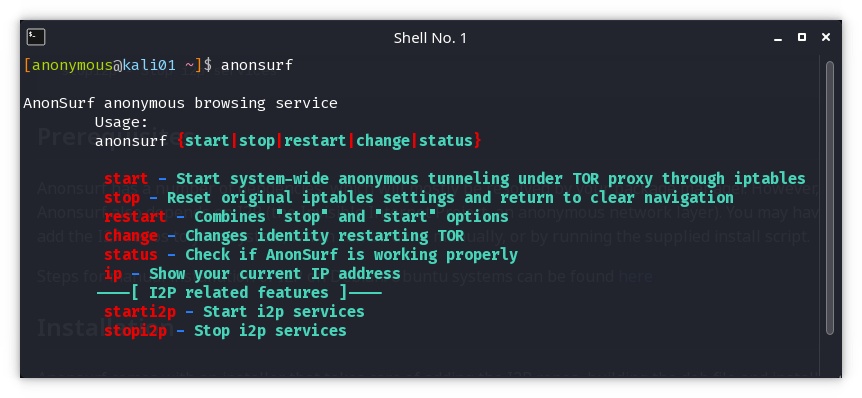 Shell No. 1
[anonymous@kali01 ~]$ anonsurf
AnonSurf anonymous browsing service
Usage:
anonsurf {start|stop|restart|change|status}
start - Start system-wide anonymous tunneling under TOR proxy through iptables
stop - Reset original iptables settings and return to clear navigation
restart - Combines "stop" and "start" options
change - Changes identity restarting TOR
status - Check if AnonSurf is working properly
ip - Show your current IP address
----[ I2P related features ]----
starti2p - Start i2p services
stopi2p - Stop i2p services